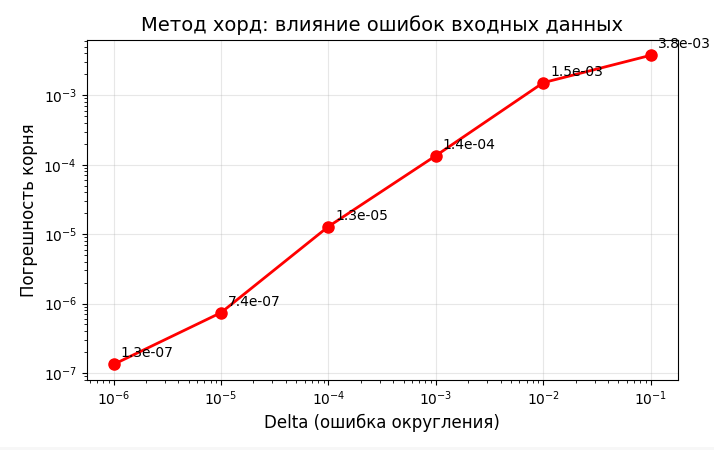 Метод хорд: влияние ошибок входных данных
Погрешность корня
10⁻³
10⁻⁴
10⁻⁵
10⁻⁶
10⁻⁷
3.8e-03
1.5e-03
1.4e-04
1.3e-05
7.4e-07
1.3e-07
10⁻⁶ 10⁻⁵ 10⁻⁴ 10⁻³ 10⁻² 10⁻¹
Delta (ошибка округления)